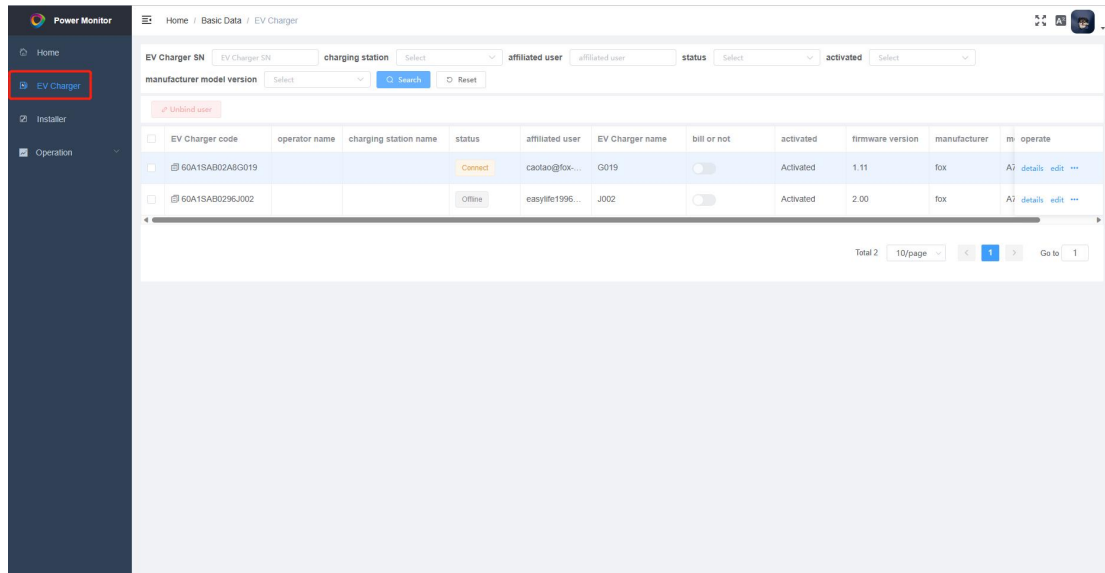 Power Monitor
Home / Basic Data / EV Charger
Home
EV Charger
Installer
Operation
EV Charger SN EV Charger SN charging station Select affiliated user affiliated user status Select activated Select
manufacturer model version Select Search Reset
Unbind user
EV Charger code operator name charging station name status affiliated user EV Charger name bill or not activated firmware version manufacturer m operate
60A1SAB02A8G019 Connect caotao@fox-... G019 Activated 1.11 fox A7 details edit ···
60A1SAB0296J002 Offline easylife1996... J002 Activated 2.00 fox A7 details edit ···
Total 2 10/page < 1 > Go to 1